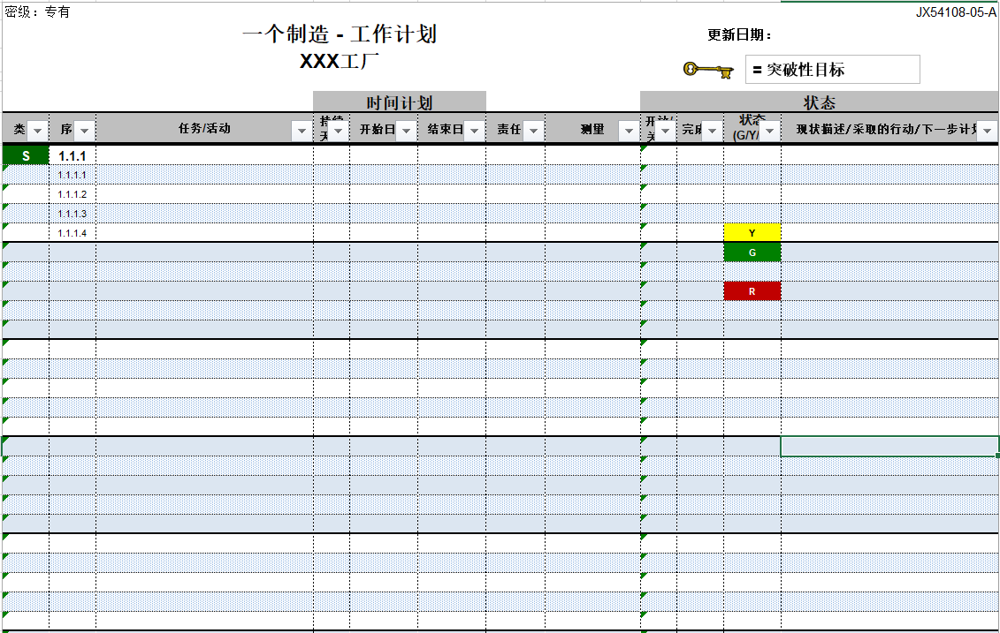 密级：专有
JX54108-05-A
一个制造 - 工作计划
更新日期：
XXX工厂
= 突破性目标
时间计划
状态
类
序
任务/活动
持续
天
开始日
结束日
责任
测量
开放/
关
完成
状态
(G/Y/
现状描述/采取的行动/下一步计划
S
1.1.1
1.1.1.1
1.1.1.2
1.1.1.3
1.1.1.4
Y
G
R